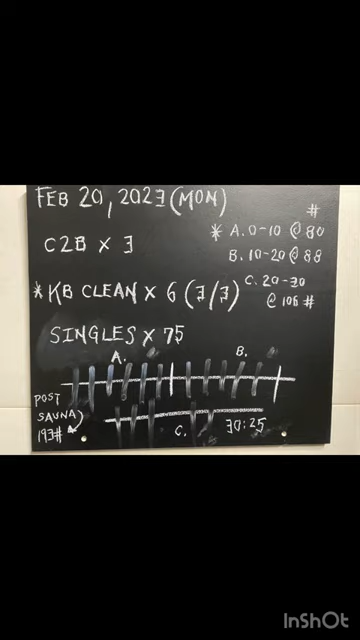 FEB 20, 2023 (MON)
#
* A. 0-10 @ 80
C2B × 3
B. 10-20 @ 88
* KB CLEAN × 6 (3/3)
C. 20-30
@ 106 #
SINGLES × 75
A.
B.
POST
SAUNA
193#
C.
30:25
InShOt